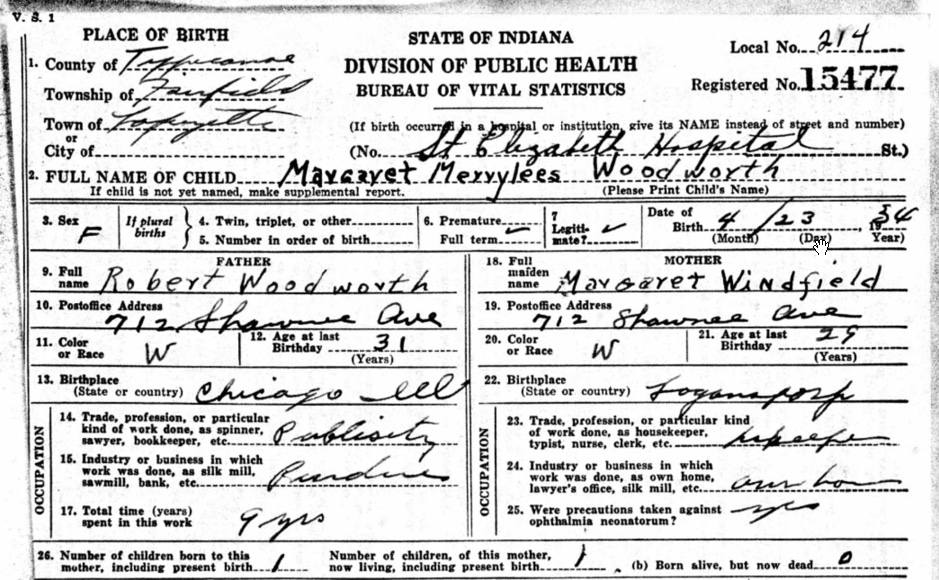 V. S. 1
PLACE OF BIRTH
STATE OF INDIANA
DIVISION OF PUBLIC HEALTH
BUREAU OF VITAL STATISTICS
Local No. 214
Registered No. 15477
1. County of Tippecanoe
Township of Fairfield
Town of Lafayette
or
City of
(If birth occurred in a hospital or institution, give its NAME instead of street and number)
(No. St Elizabeth Hospital St.)
2. FULL NAME OF CHILD Margaret Merrylees Woodworth
If child is not yet named, make supplemental report. (Please Print Child's Name)
3. Sex F
If plural births
4. Twin, triplet, or other
5. Number in order of birth
6. Premature
Full term ✓
7 Legitimate? ✓
Date of Birth 4 / 23, 1934
(Month) (Day) Year)
FATHER
9. Full name Robert Woodworth
10. Postoffice Address
712 Shawnee Ave
11. Color or Race W
12. Age at last Birthday 31
(Years)
13. Birthplace
(State or country) Chicago Ill
OCCUPATION
14. Trade, profession, or particular
kind of work done, as spinner,
sawyer, bookkeeper, etc. Publisity
15. Industry or business in which
work was done, as silk mill,
sawmill, bank, etc. Purdue
17. Total time (years)
spent in this work 9 yrs
MOTHER
18. Full maiden name Margaret Windfield
19. Postoffice Address
712 Shawnee Ave
20. Color or Race W
21. Age at last Birthday 29
(Years)
22. Birthplace
(State or country) Logansport
OCCUPATION
23. Trade, profession, or particular kind
of work done, as housekeeper,
typist, nurse, clerk, etc.
24. Industry or business in which
work was done, as own home,
lawyer's office, silk mill, etc. own home
25. Were precautions taken against
ophthalmia neonatorum? yes
26. Number of children born to this
mother, including present birth 1
Number of children, of this mother,
now living, including present birth 1
(b) Born alive, but now dead 0